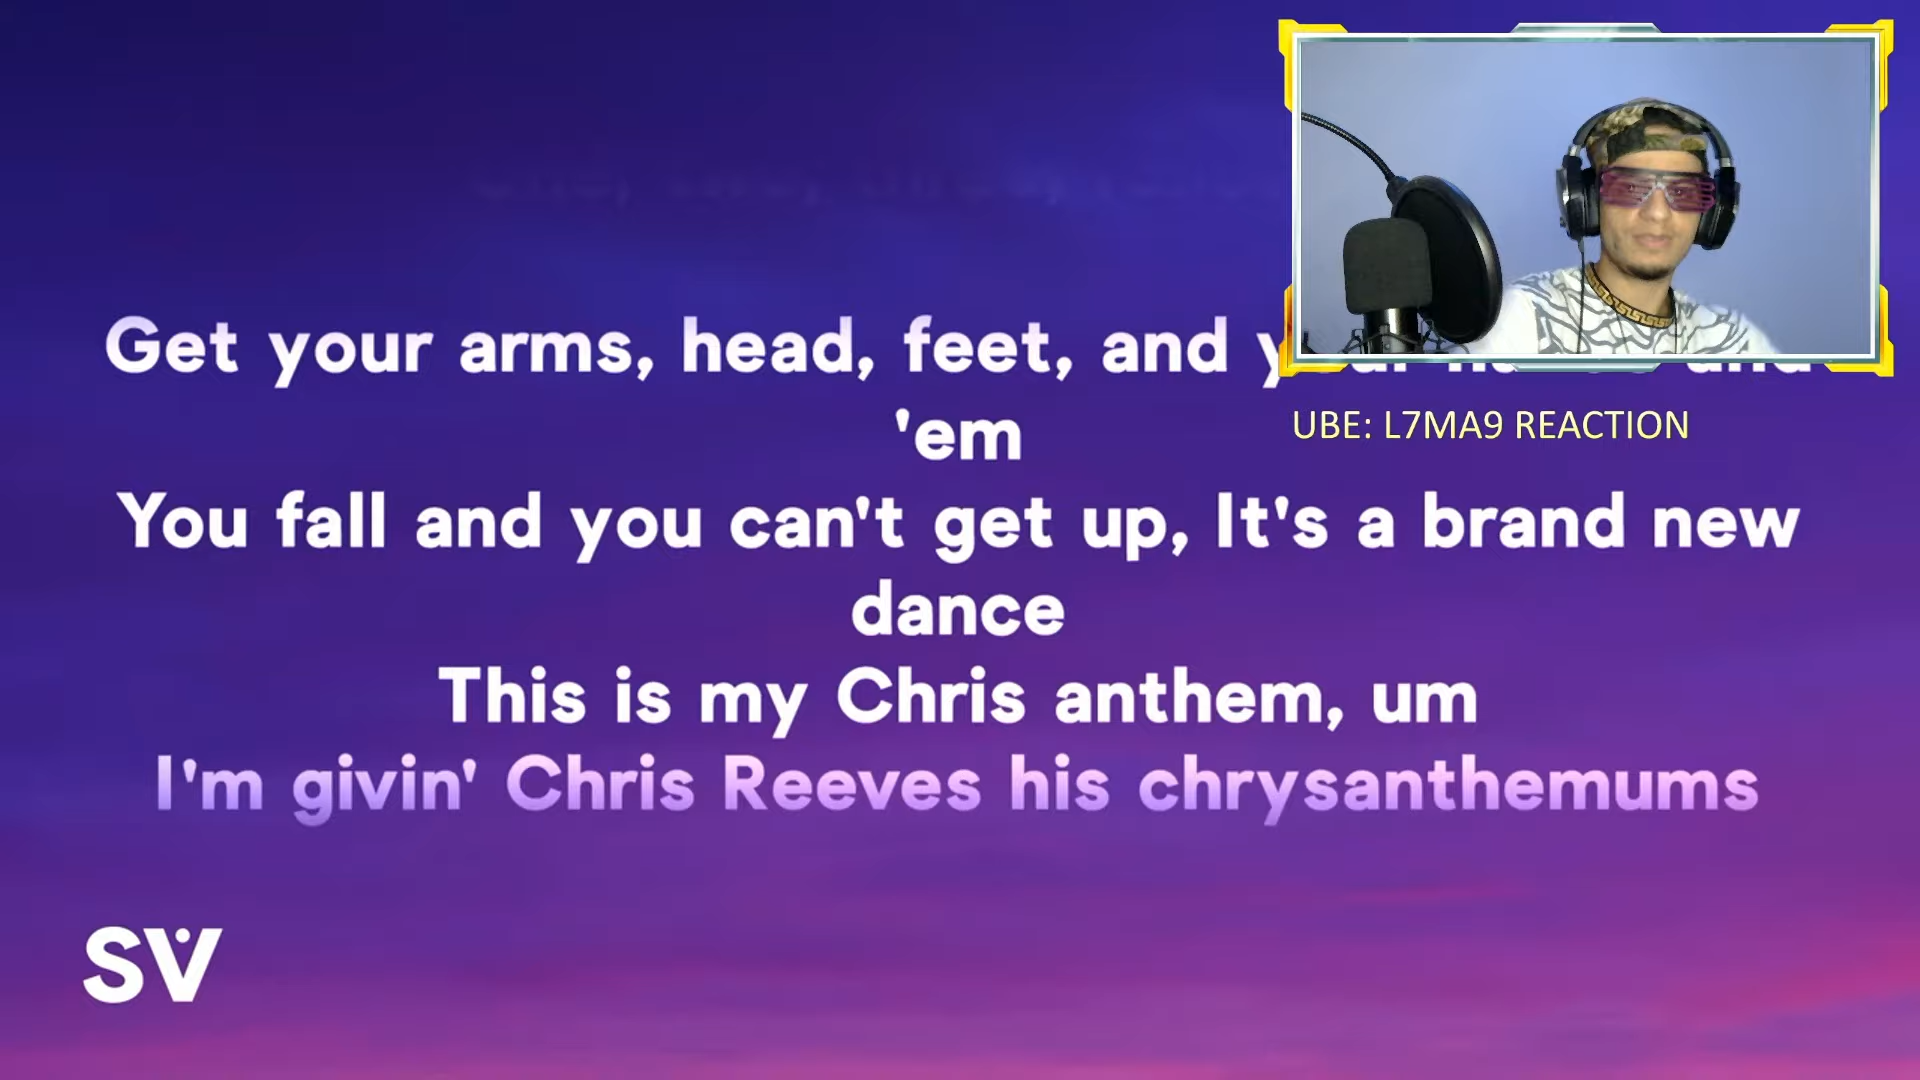 Get your arms, head, feet, and
'em
UBE: L7MA9 REACTION
You fall and you can't get up, It's a brand new
dance
This is my Chris anthem, um
I'm givin' Chris Reeves his chrysanthemums
SV